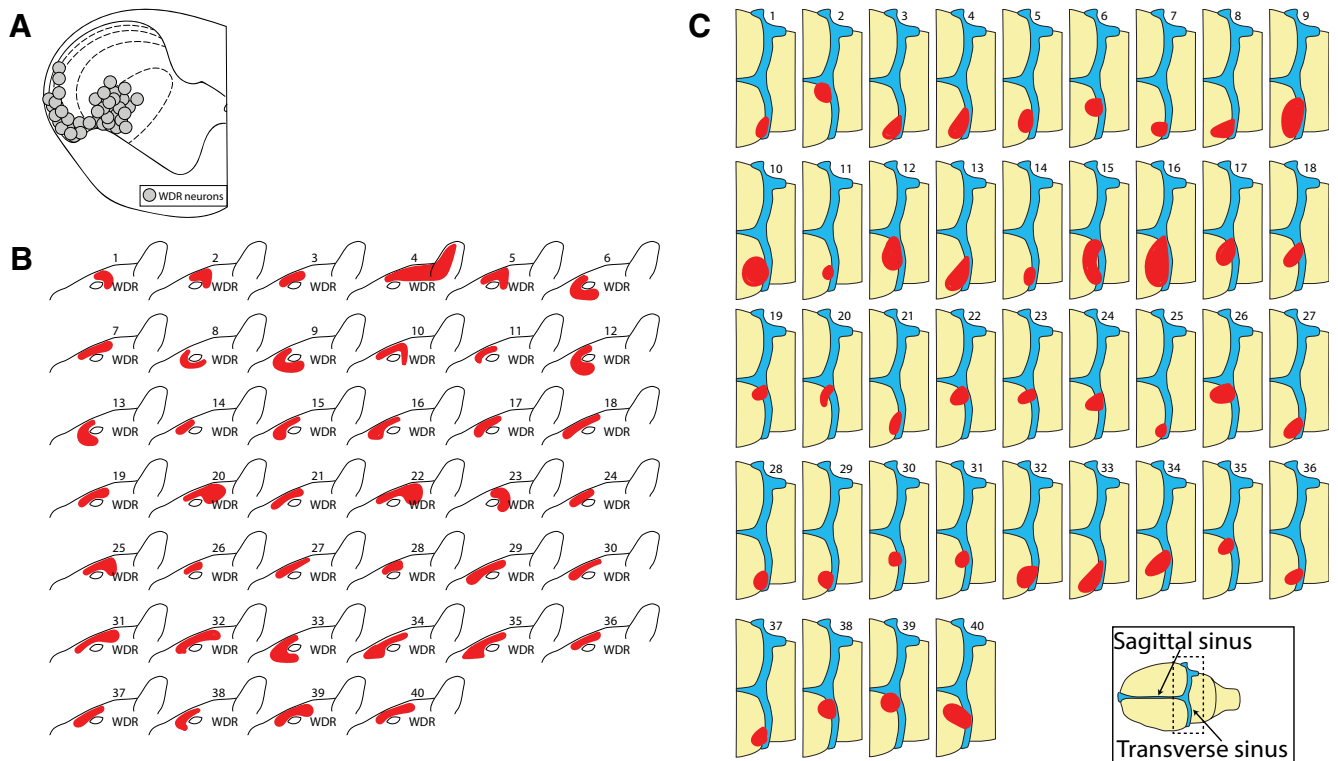 A
WDR neurons
B
1 2 3 4 5 6
WDR WDR WDR WDR WDR WDR
7 8 9 10 11 12
WDR WDR WDR WDR WDR WDR
13 14 15 16 17 18
WDR WDR WDR WDR WDR WDR
19 20 21 22 23 24
WDR WDR WDR WDR WDR WDR
25 26 27 28 29 30
WDR WDR WDR WDR WDR WDR
31 32 33 34 35 36
WDR WDR WDR WDR WDR WDR
37 38 39 40
WDR WDR WDR WDR
C
1 2 3 4 5 6 7 8 9
10 11 12 13 14 15 16 17 18
19 20 21 22 23 24 25 26 27
28 29 30 31 32 33 34 35 36
37 38 39 40
Sagittal sinus
Transverse sinus